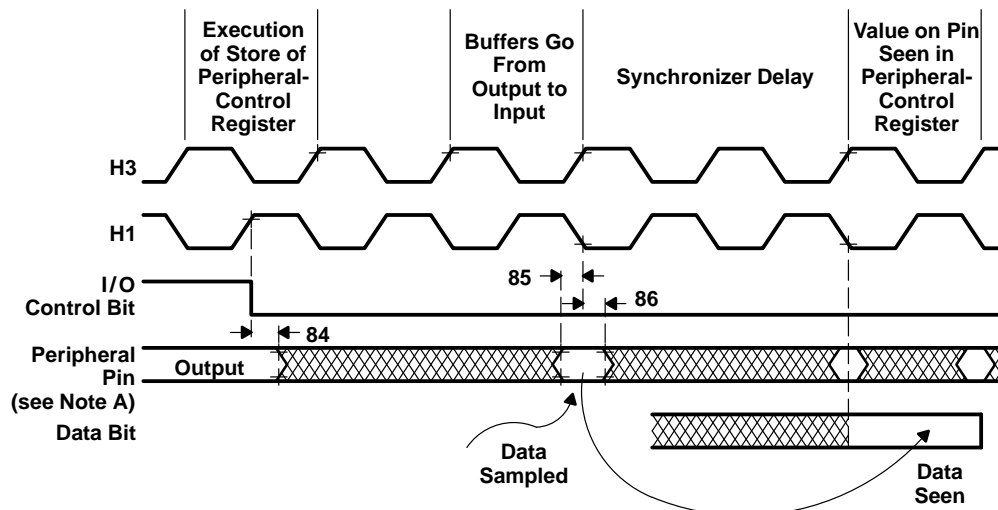 Execution
of Store of
Peripheral-
Control
Register
Buffers Go
From
Output to
Input
Synchronizer Delay
Value on Pin
Seen in
Peripheral-
Control
Register
H3
H1
I/O
Control Bit
85
86
84
Peripheral
Pin
(see Note A)
Output
Data Bit
Data
Sampled
Data
Seen